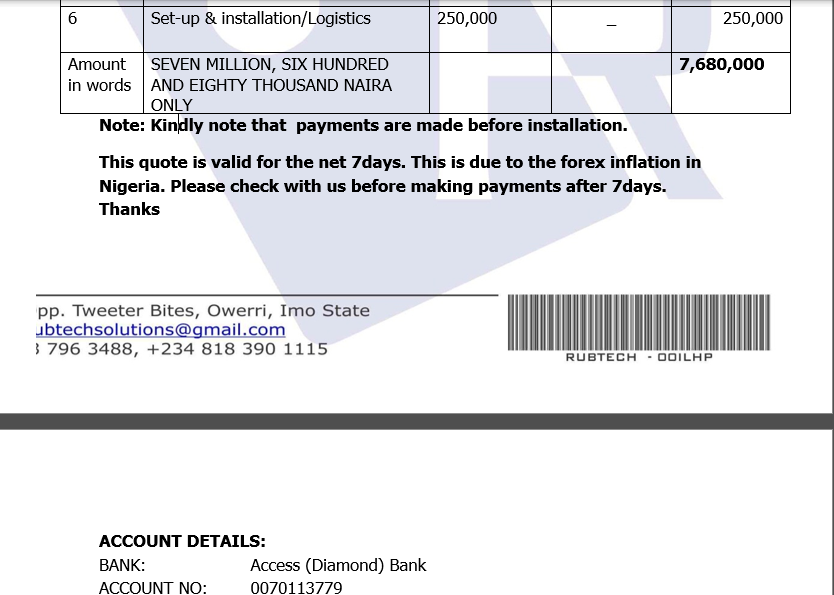 6 Set-up & installation/Logistics 250,000 _ 250,000
Amount SEVEN MILLION, SIX HUNDRED 7,680,000
in words AND EIGHTY THOUSAND NAIRA
ONLY
Note: Kindly note that payments are made before installation.
This quote is valid for the net 7days. This is due to the forex inflation in
Nigeria. Please check with us before making payments after 7days.
Thanks
pp. Tweeter Bites, Owerri, Imo State
ubtechsolutions@gmail.com
3 796 3488, +234 818 390 1115
RUBTECH - 00ILHP
ACCOUNT DETAILS:
BANK: Access (Diamond) Bank
ACCOUNT NO: 0070113779